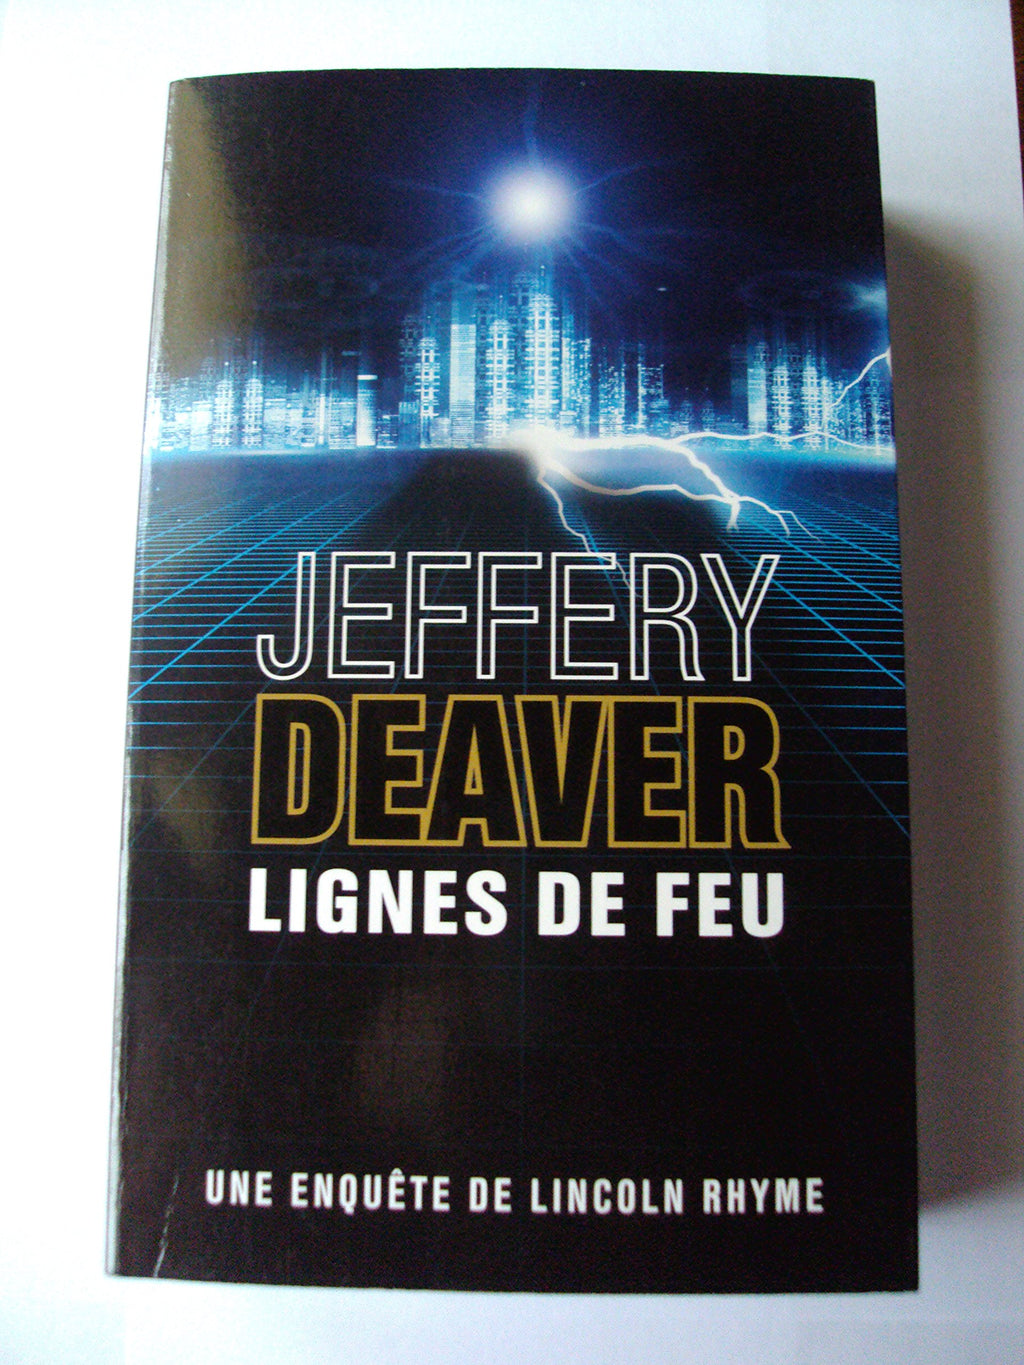 JEFFERY
DEAVER
LIGNES DE FEU
UNE ENQUÊTE DE LINCOLN RHYME